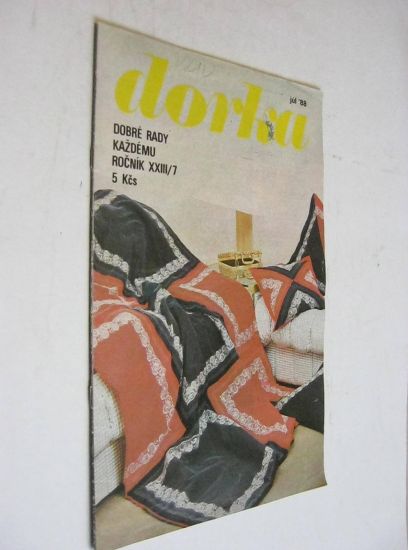 dorka
júl '88
DOBRÉ RADY
KAŽDÉMU
ROČNÍK XXIII/7
5 Kčs